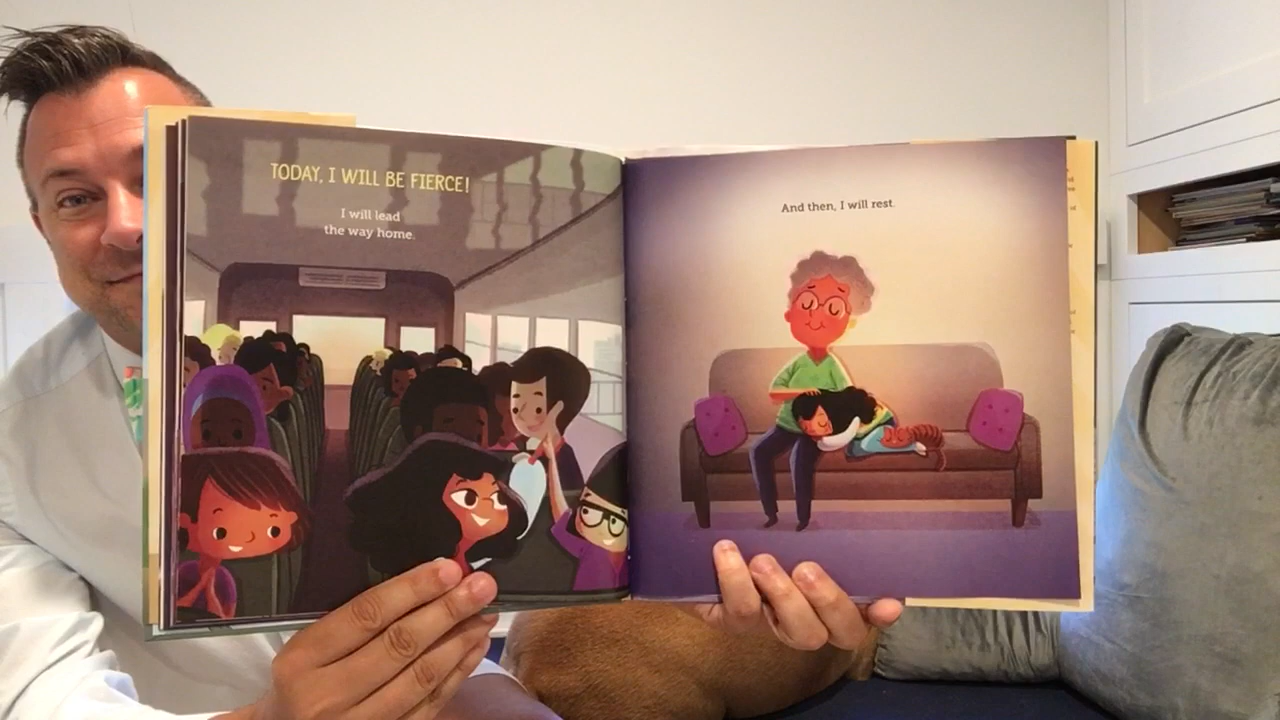 TODAY, I WILL BE FIERCE!
I will lead
the way home.
And then, I will rest.